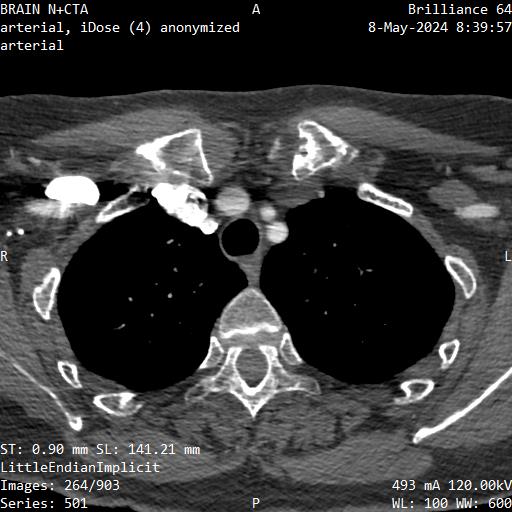 BRAIN N+CTA
A
Brilliance 64
arterial, iDose (4) anonymized
8-May-2024 8:39:57
arterial
R
L
ST: 0.90 mm SL: 141.21 mm
LittleEndianImplicit
Images: 264/903
493 mA 120.00kV
Series: 501
P
WL: 100 WW: 600